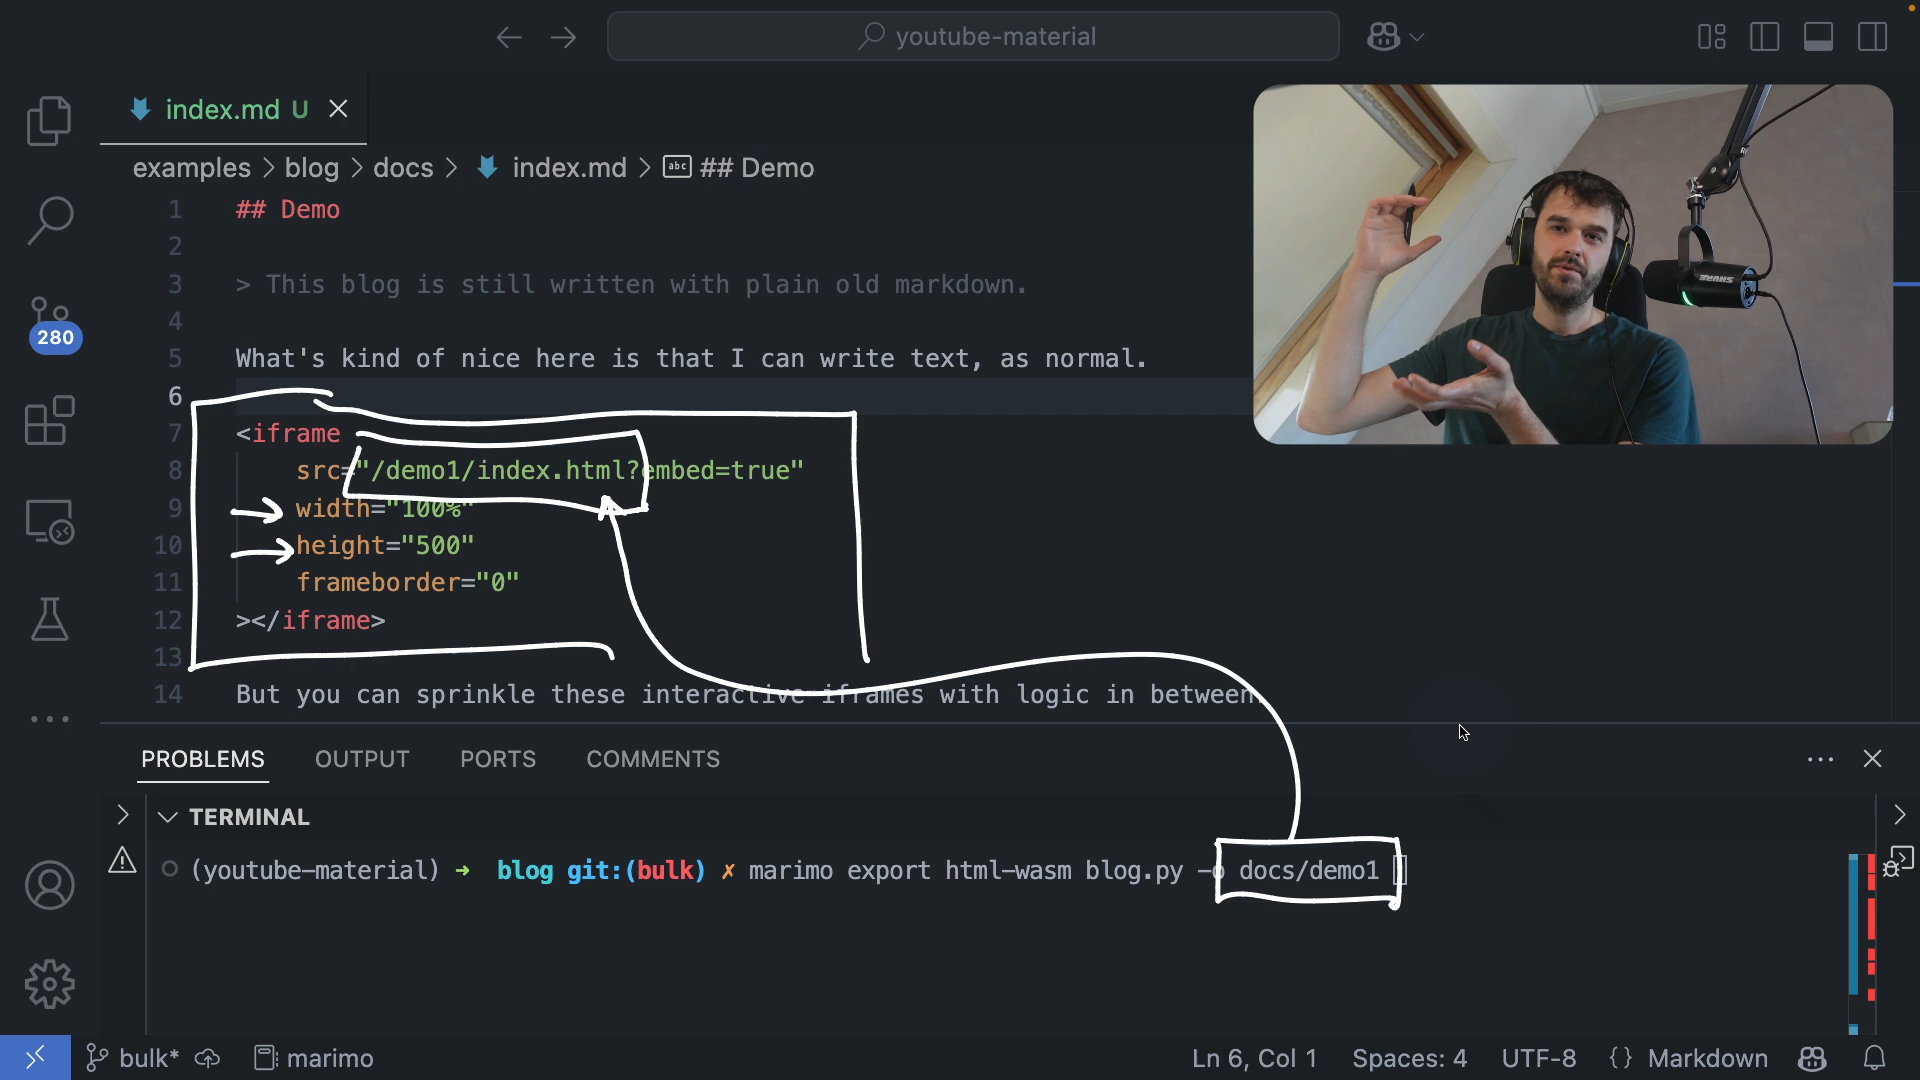 youtube-material
index.md U
examples > blog > docs > index.md > abc ## Demo
1 ## Demo
2
3 > This blog is still written with plain old markdown.
4
5 What's kind of nice here is that I can write text, as normal.
6
7 <iframe
8 src="/demo1/index.html?embed=true"
9 width="100%"
10 height="500"
11 frameborder="0"
12 ></iframe>
13
14 But you can sprinkle these interactive iframes with logic in between.
280
SHURE
PROBLEMS OUTPUT PORTS COMMENTS
TERMINAL
(youtube-material) ➜ blog git:(bulk) ✗ marimo export html-wasm blog.py -o docs/demo1
bulk* marimo Ln 6, Col 1 Spaces: 4 UTF-8 {} Markdown